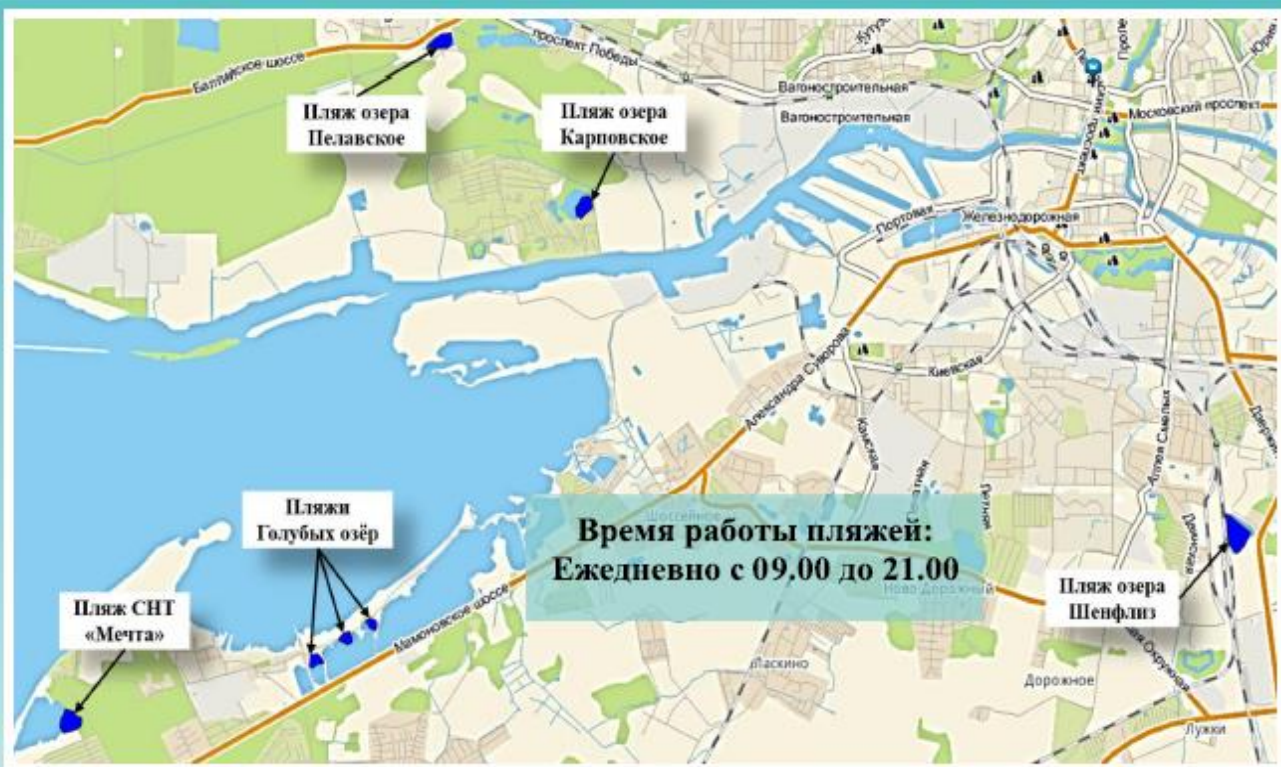 Балтийское шоссе
проспект Победы
Вагоностроительная
Вагоностроительная
Московский проспект
Пляж озера
Пелавское
Пляж озера
Карповское
Портовая
Железнодорожная
Киевская
Александра Суворова
Камская
Аллея Смелых
Летняя
Шоссейное
Пляжи
Голубых озёр
Время работы пляжей:
Ежедневно с 09.00 до 21.00
Ново-Дорожный
Пляж СНТ
«Мечта»
Мамоновское шоссе
Пляж озера
Шенфлиз
Ласкино
Дорожное
Лужки